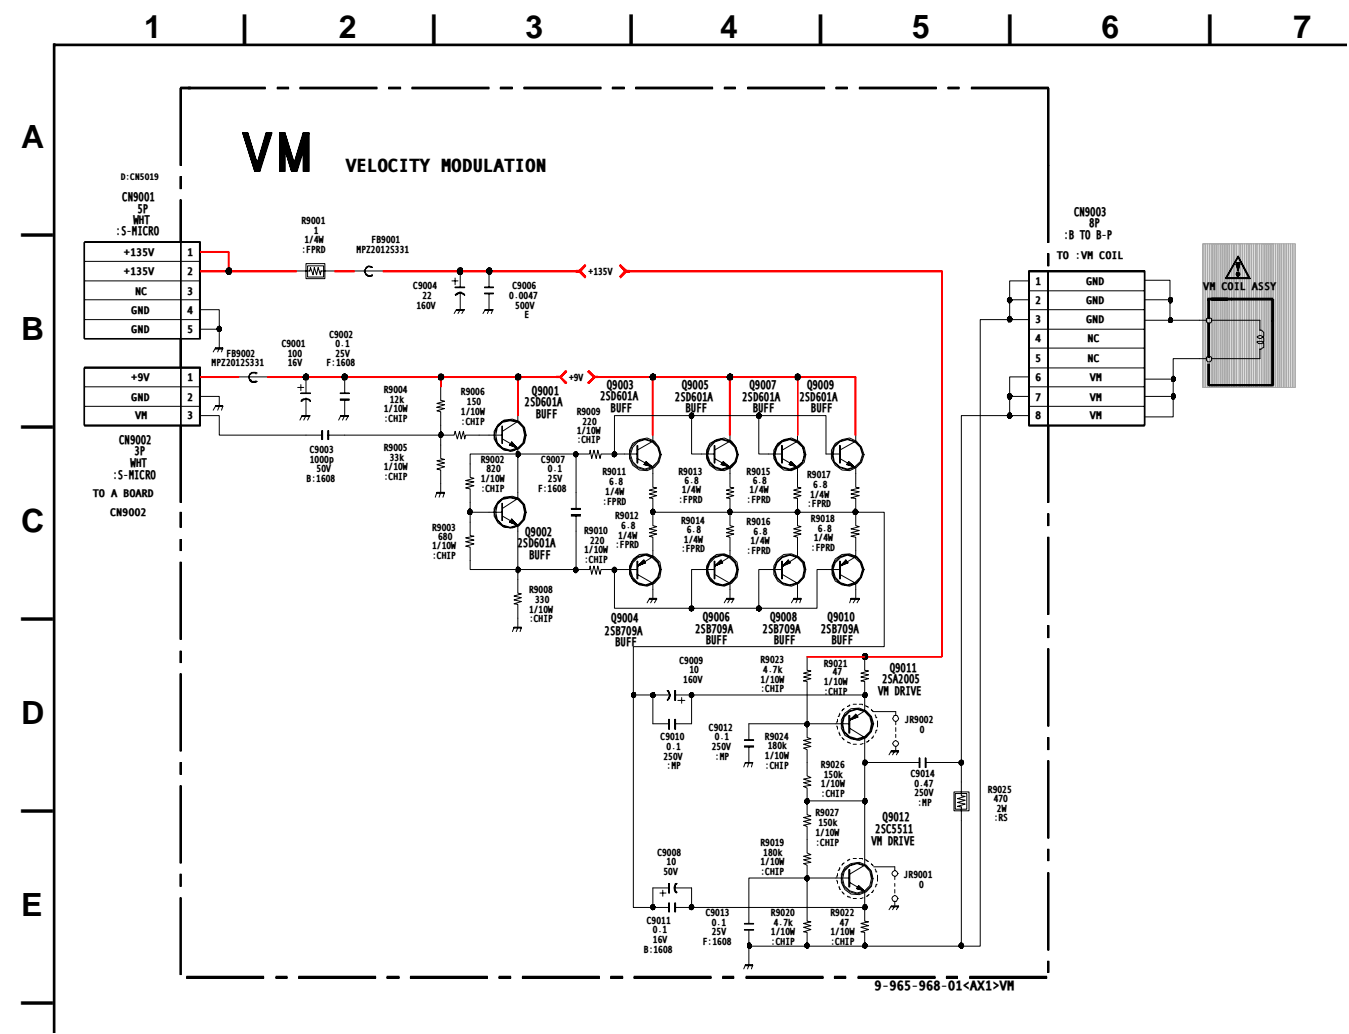 1 2 3 4 5 6 7
A
B
C
D
E
VM VELOCITY MODULATION
D:CN5019
CN9001
5P
WHT
:S-MICRO
+135V 1
+135V 2
NC 3
GND 4
GND 5
+9V 1
GND 2
VM 3
CN9002
3P
WHT
:S-MICRO
TO A BOARD
CN9002
R9001
1
1/4W
:FPRD
FB9001
MPZ2012S331
C9004
22
160V
C9006
0.0047
500V
E
+135V
FB9002
MPZ2012S331
C9001
100
16V
C9002
0.1
25V
F:1608
R9004
12k
1/10W
:CHIP
R9006
150
1/10W
:CHIP
Q9001
2SD601A
BUFF
+9V
R9009
220
1/10W
:CHIP
Q9003
2SD601A
BUFF
Q9005
2SD601A
BUFF
Q9007
2SD601A
BUFF
Q9009
2SD601A
BUFF
C9003
1000p
50V
B:1608
R9005
33k
1/10W
:CHIP
R9002
820
1/10W
:CHIP
C9007
0.1
25V
F:1608
R9011
6.8
1/4W
:FPRD
R9013
6.8
1/4W
:FPRD
R9015
6.8
1/4W
:FPRD
R9017
6.8
1/4W
:FPRD
R9003
680
1/10W
:CHIP
Q9002
2SD601A
BUFF
R9010
220
1/10W
:CHIP
R9012
6.8
1/4W
:FPRD
R9014
6.8
1/4W
:FPRD
R9016
6.8
1/4W
:FPRD
R9018
6.8
1/4W
:FPRD
R9008
330
1/10W
:CHIP
Q9004
2SB709A
BUFF
Q9006
2SB709A
BUFF
Q9008
2SB709A
BUFF
Q9010
2SB709A
BUFF
C9009
10
160V
R9023
4.7k
1/10W
:CHIP
R9021
47
1/10W
:CHIP
Q9011
2SA2005
VM DRIVE
C9010
0.1
250V
:MP
C9012
0.1
250V
:MP
R9024
180k
1/10W
:CHIP
JR9002
0
R9026
150k
1/10W
:CHIP
C9014
0.47
250V
:MP
R9025
470
2W
:RS
R9027
150k
1/10W
:CHIP
Q9012
2SC5511
VM DRIVE
C9008
10
50V
R9019
180k
1/10W
:CHIP
JR9001
0
C9011
0.1
16V
B:1608
C9013
0.1
25V
F:1608
R9020
4.7k
1/10W
:CHIP
R9022
47
1/10W
:CHIP
CN9003
8P
:B TO B-P
TO :VM COIL
1 GND
2 GND
3 GND
4 NC
5 NC
6 VM
7 VM
8 VM
VM COIL ASSY
9-965-968-01<AX1>VM